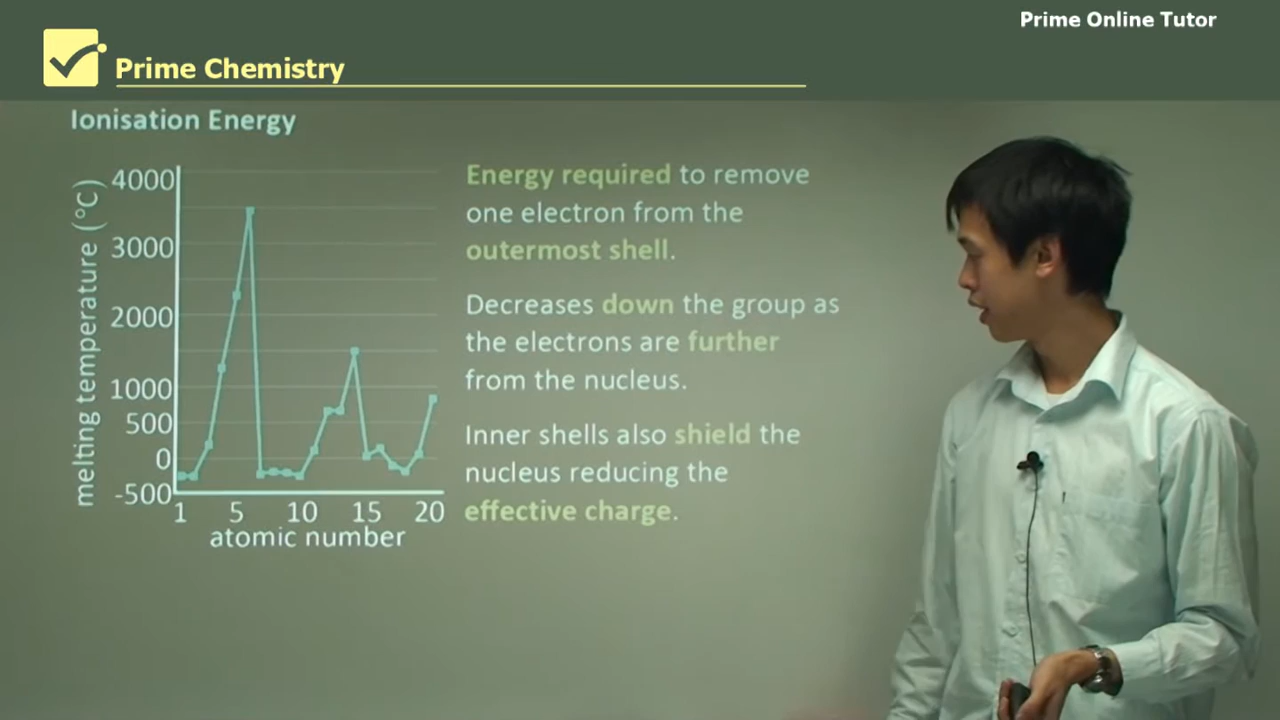 Prime Online Tutor
Prime Chemistry
Ionisation Energy
melting temperature (°C)
4000
3000
2000
1000
500
0
-500
1 5 10 15 20
atomic number
Energy required to remove
one electron from the
outermost shell.
Decreases down the group as
the electrons are further
from the nucleus.
Inner shells also shield the
nucleus reducing the
effective charge.